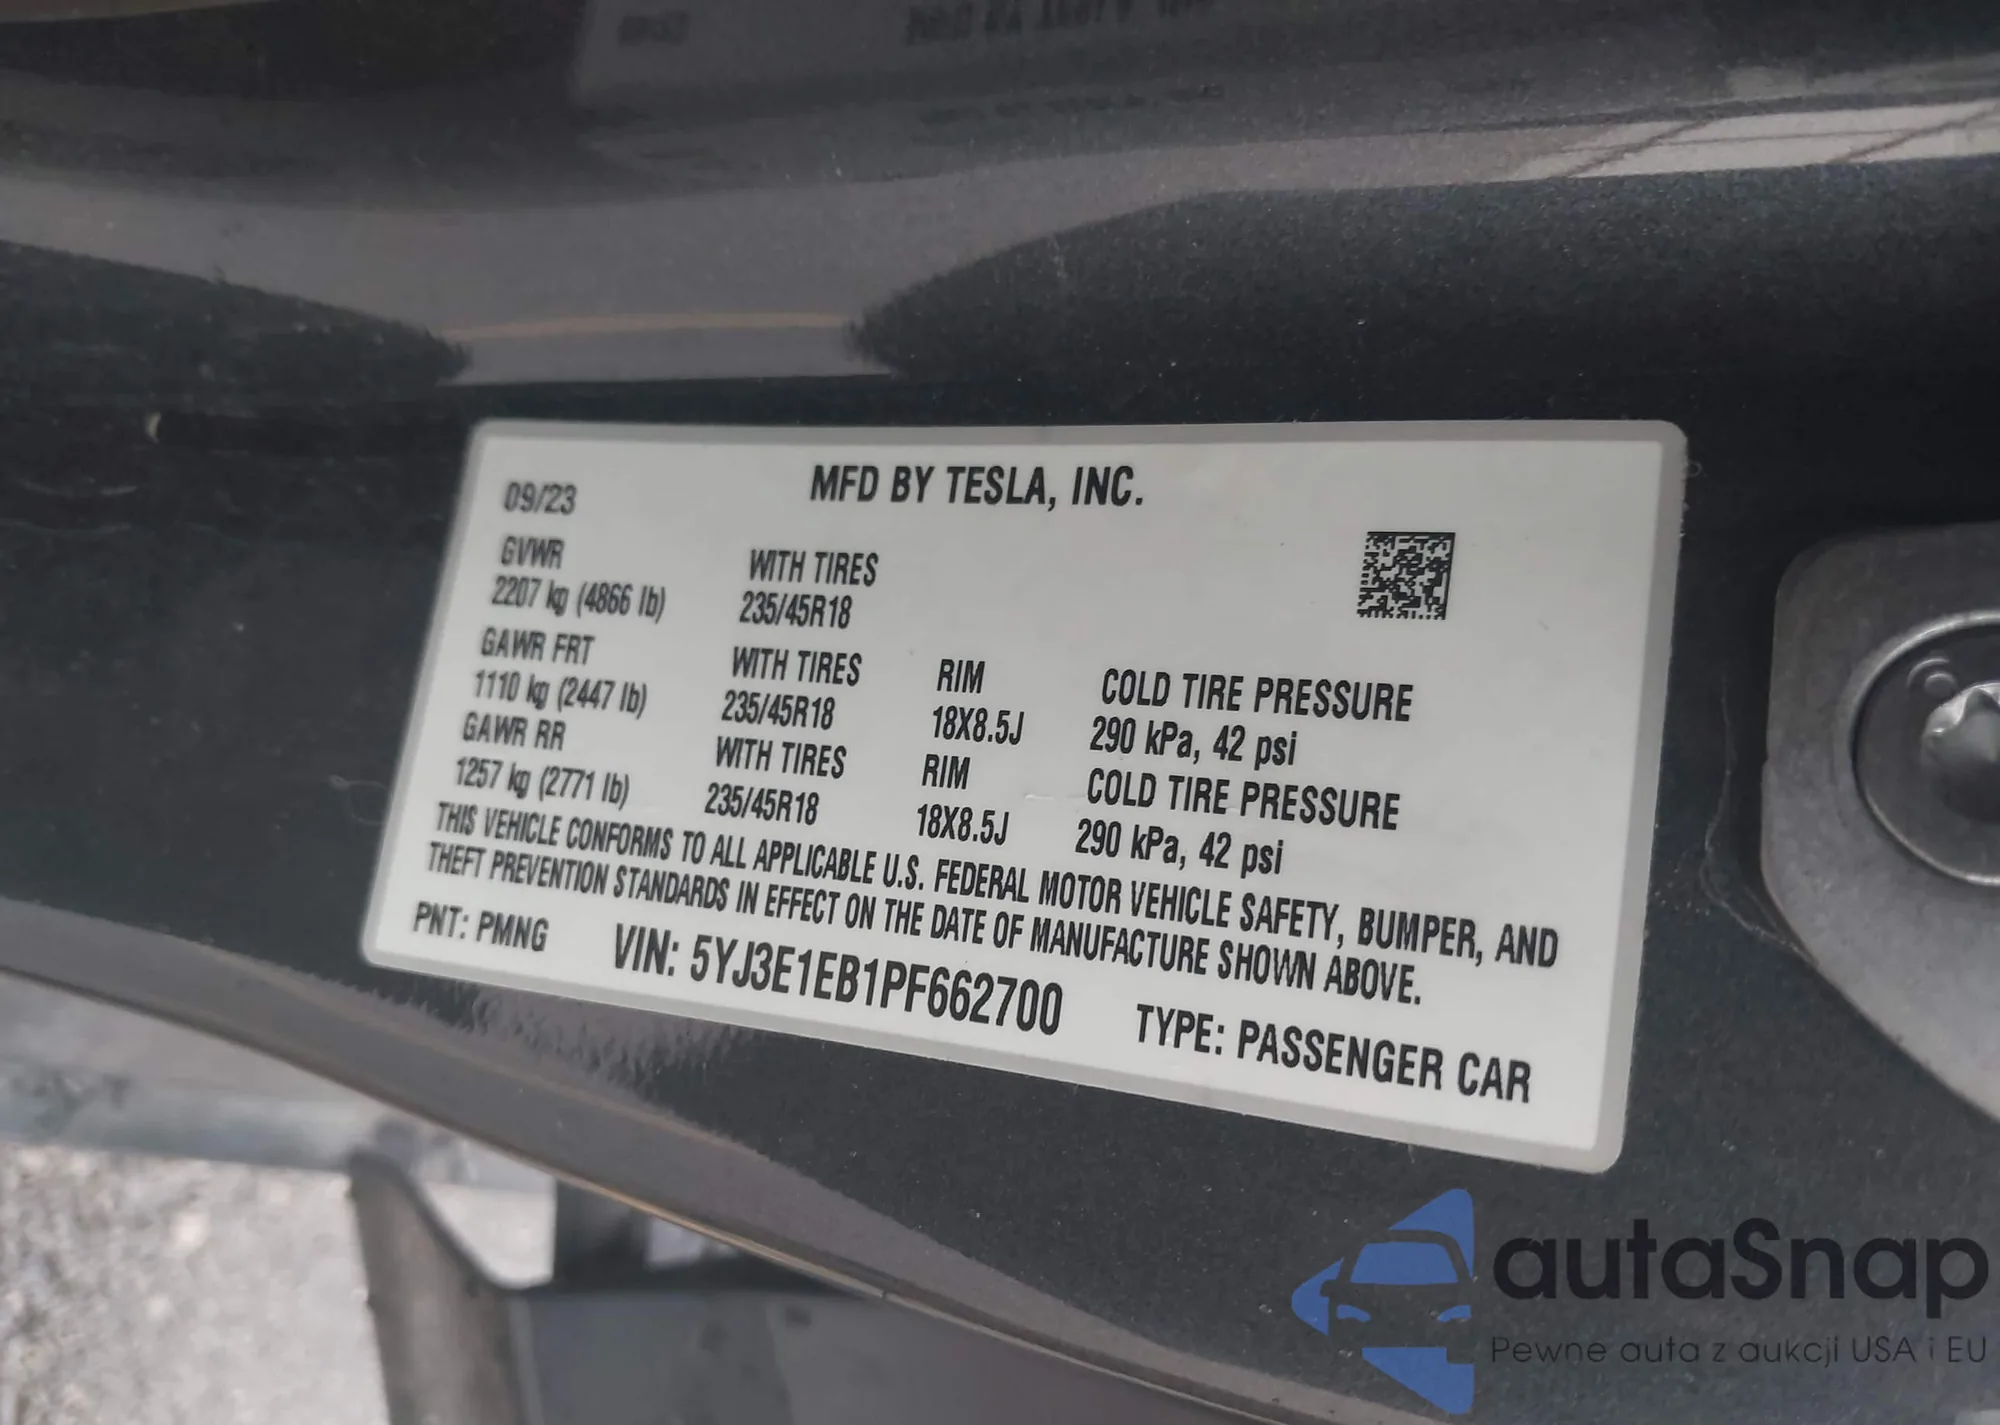 MFD BY TESLA, INC.
09/23
GVWR WITH TIRES
2207 kg (4866 lb) 235/45R18
GAWR FRT WITH TIRES RIM COLD TIRE PRESSURE
1110 kg (2447 lb) 235/45R18 18X8.5J 290 kPa, 42 psi
GAWR RR WITH TIRES RIM COLD TIRE PRESSURE
1257 kg (2771 lb) 235/45R18 18X8.5J 290 kPa, 42 psi
THIS VEHICLE CONFORMS TO ALL APPLICABLE U.S. FEDERAL MOTOR VEHICLE SAFETY, BUMPER, AND
THEFT PREVENTION STANDARDS IN EFFECT ON THE DATE OF MANUFACTURE SHOWN ABOVE.
PNT: PMNG VIN: 5YJ3E1EB1PF662700 TYPE: PASSENGER CAR
autaSnap
Pewne auta z aukcji USA i EU